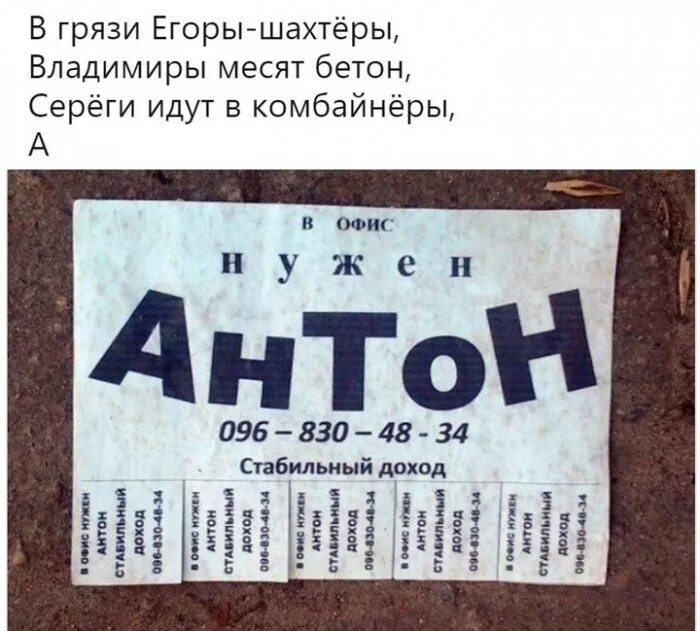 В грязи Егоры-шахтёры,
Владимиры месят бетон,
Серёги идут в комбайнёры,
А
В ОФИС
нужен
АнТоН
096 – 830 – 48 - 34
Стабильный доход
В ОФИС НУЖЕН
АНТОН
СТАБИЛЬНЫЙ
ДОХОД
096-830-48-34
В ОФИС НУЖЕН
АНТОН
СТАБИЛЬНЫЙ
ДОХОД
096-830-48-34
В ОФИС НУЖЕН
АНТОН
СТАБИЛЬНЫЙ
ДОХОД
096-830-48-34
В ОФИС НУЖЕН
АНТОН
СТАБИЛЬНЫЙ
ДОХОД
096-830-48-34
В ОФИС НУЖЕН
АНТОН
СТАБИЛЬНЫЙ
ДОХОД
096-830-48-34